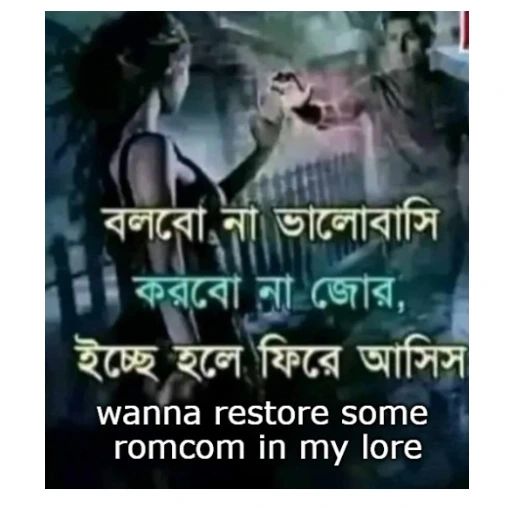 বলবো না ভালোবাসি
করবো না জোর,
ইচ্ছে হলে ফিরে আসিস
wanna restore some
romcom in my lore